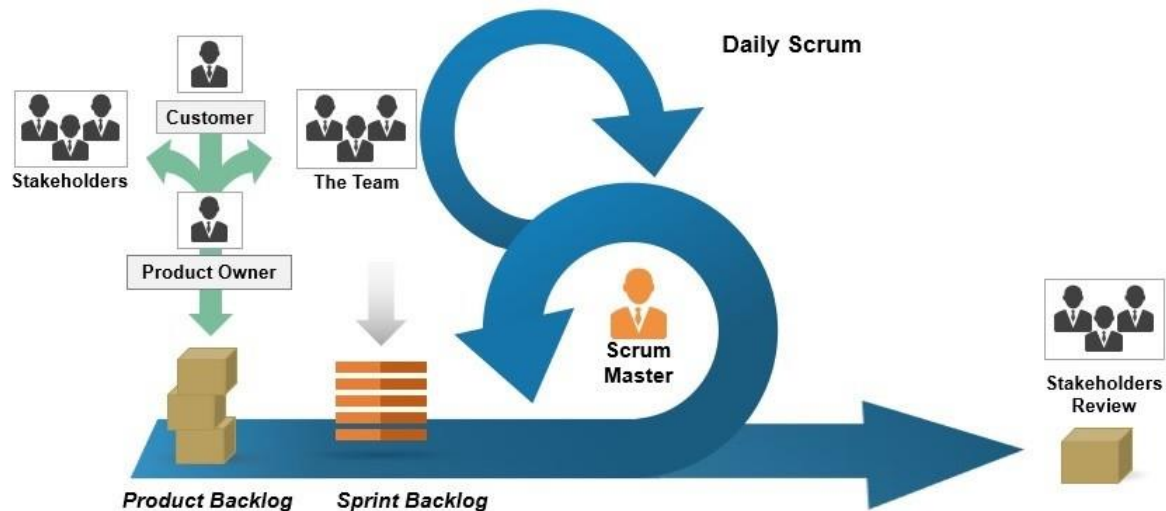 Daily Scrum
Customer
Stakeholders
The Team
Product Owner
Scrum
Master
Stakeholders
Review
Product Backlog
Sprint Backlog